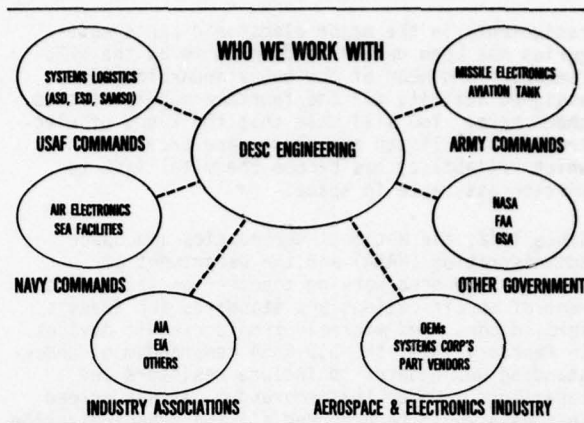 WHO WE WORK WITH
SYSTEMS LOGISTICS
(ASD, ESD, SAMSO)
USAF COMMANDS
DESC ENGINEERING
MISSILE ELECTRONICS
AVIATION TANK
ARMY COMMANDS
AIR ELECTRONICS
SEA FACILITIES
NAVY COMMANDS
NASA
FAA
GSA
OTHER GOVERNMENT
AIA
EIA
OTHERS
INDUSTRY ASSOCIATIONS
OEMs
SYSTEMS CORP'S
PART VENDORS
AEROSPACE & ELECTRONICS INDUSTRY